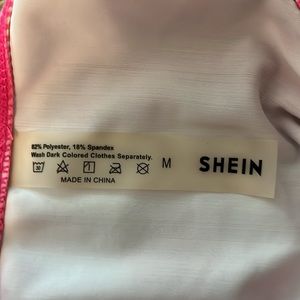 82% Polyester, 18% Spandex
Wash Dark Colored Clothes Separately.
M
SHEIN
MADE IN CHINA